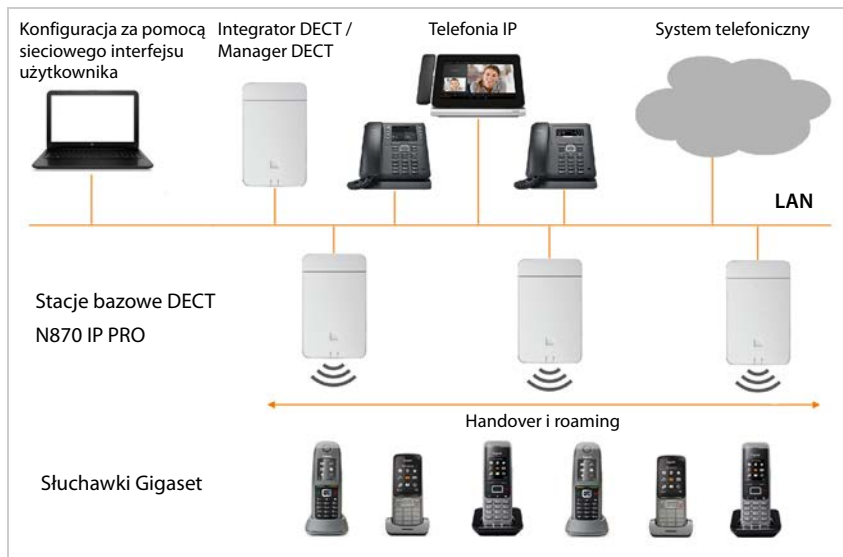 Konfiguracja za pomocą
sieciowego interfejsu
użytkownika
Integrator DECT /
Manager DECT
Telefonia IP
System telefoniczny
LAN
Stacje bazowe DECT
N870 IP PRO
Handover i roaming
Słuchawki Gigaset